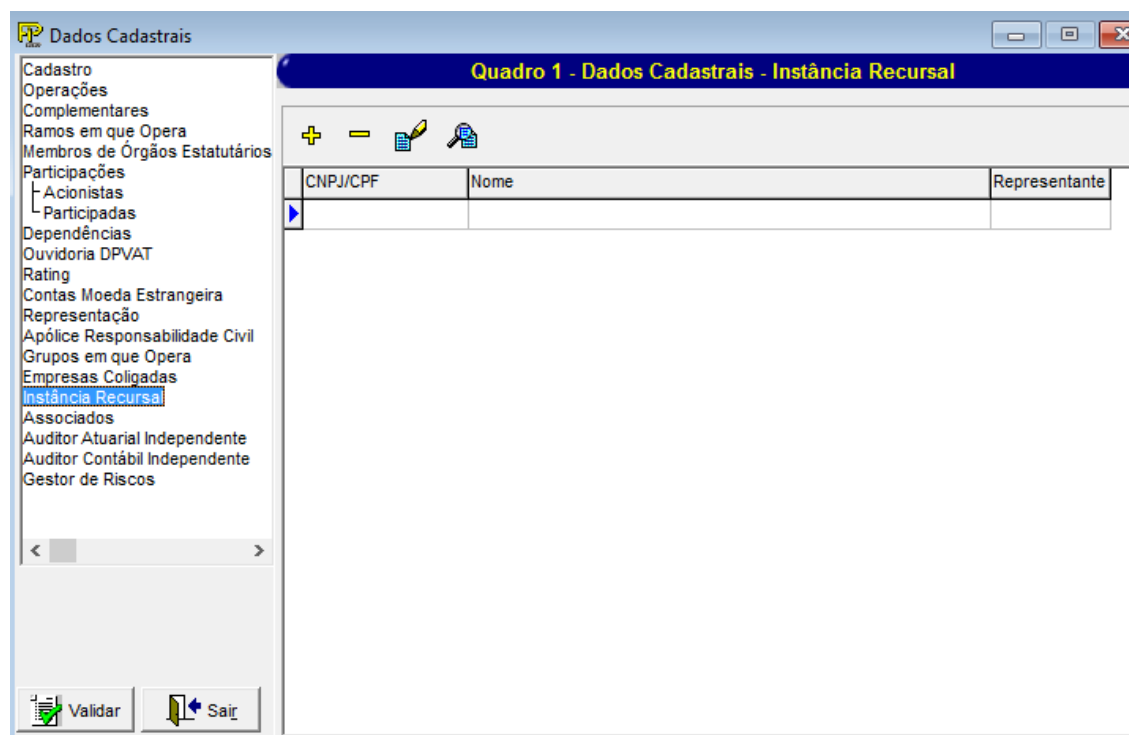 Dados Cadastrais
Cadastro
Operações
Complementares
Ramos em que Opera
Membros de Órgãos Estatutários
Participações
Acionistas
Participadas
Dependências
Ouvidoria DPVAT
Rating
Contas Moeda Estrangeira
Representação
Apólice Responsabilidade Civil
Grupos em que Opera
Empresas Coligadas
Instância Recursal
Associados
Auditor Atuarial Independente
Auditor Contábil Independente
Gestor de Riscos
Validar
Sair
Quadro 1 - Dados Cadastrais - Instância Recursal
CNPJ/CPF Nome Representante